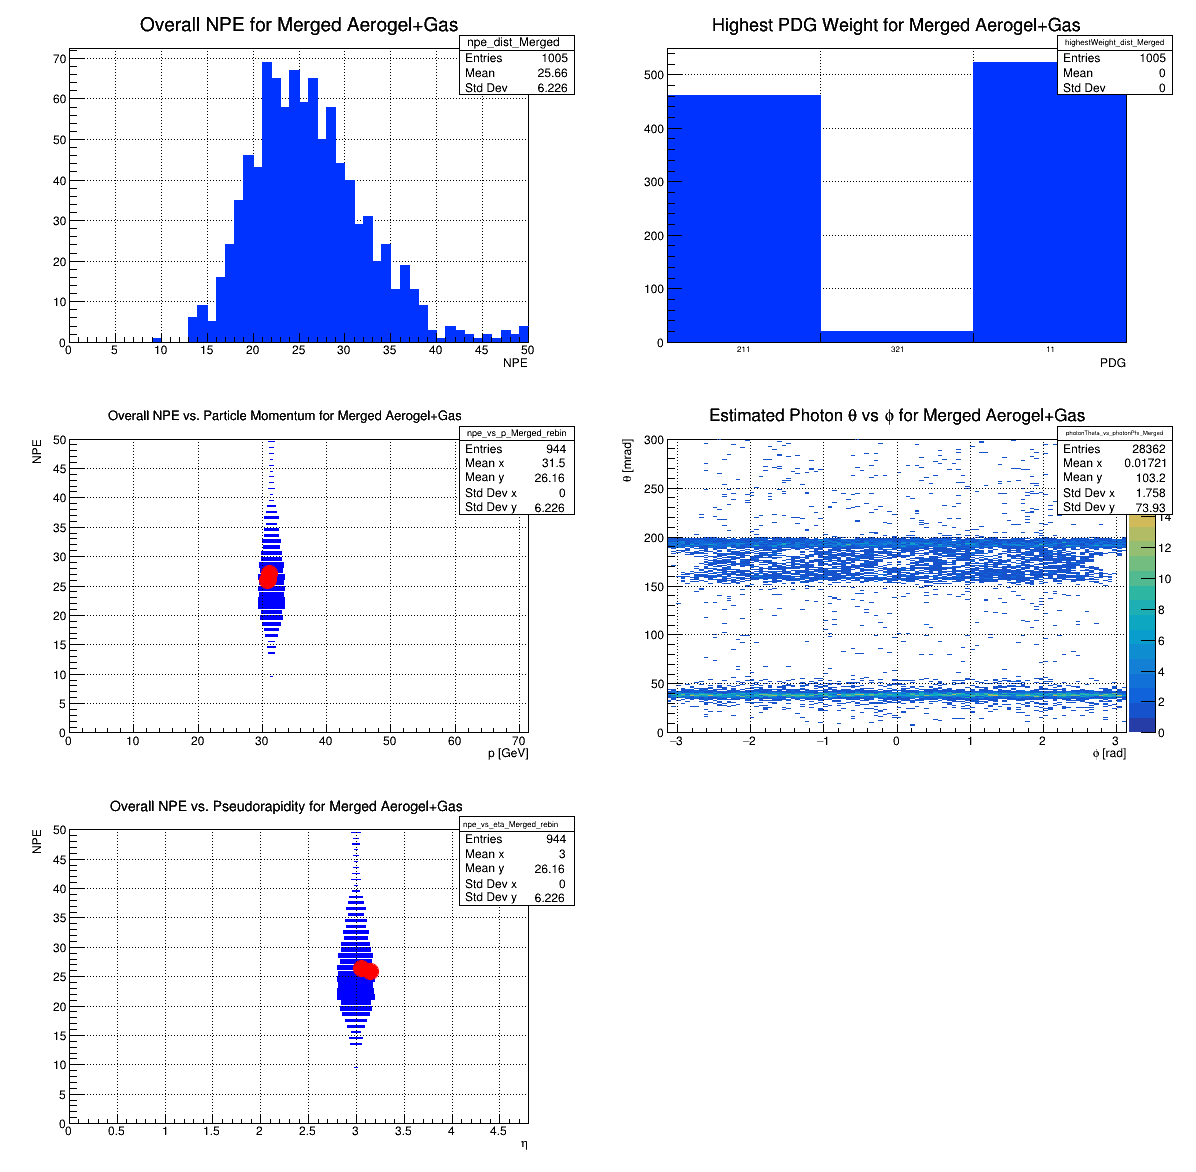 Overall NPE for Merged Aerogel+Gas
npe_dist_Merged
Entries 1005
Mean 25.66
Std Dev 6.226
70
60
50
40
30
20
10
0
0 5 10 15 20 25 30 35 40 45 50
NPE
Highest PDG Weight for Merged Aerogel+Gas
highestWeight_dist_Merged
Entries 1005
Mean 0
Std Dev 0
500
400
300
200
100
0
211 321 11
PDG
Overall NPE vs. Particle Momentum for Merged Aerogel+Gas
npe_vs_p_Merged_rebin
Entries 944
Mean x 31.5
Mean y 26.16
Std Dev x 0
Std Dev y 6.226
NPE
50
45
40
35
30
25
20
15
10
5
0
0 10 20 30 40 50 60 70
p [GeV]
Estimated Photon θ vs ϕ for Merged Aerogel+Gas
photonTheta_vs_photonPhi_Merged
Entries 28362
Mean x 0.01721
Mean y 103.2
Std Dev x 1.758
Std Dev y 73.93
θ [mrad]
300
250
200
150
100
50
0
−3 −2 −1 0 1 2 3
ϕ [rad]
14
12
10
8
6
4
2
0
Overall NPE vs. Pseudorapidity for Merged Aerogel+Gas
npe_vs_eta_Merged_rebin
Entries 944
Mean x 3
Mean y 26.16
Std Dev x 0
Std Dev y 6.226
NPE
50
45
40
35
30
25
20
15
10
5
0
0 0.5 1 1.5 2 2.5 3 3.5 4 4.5
η